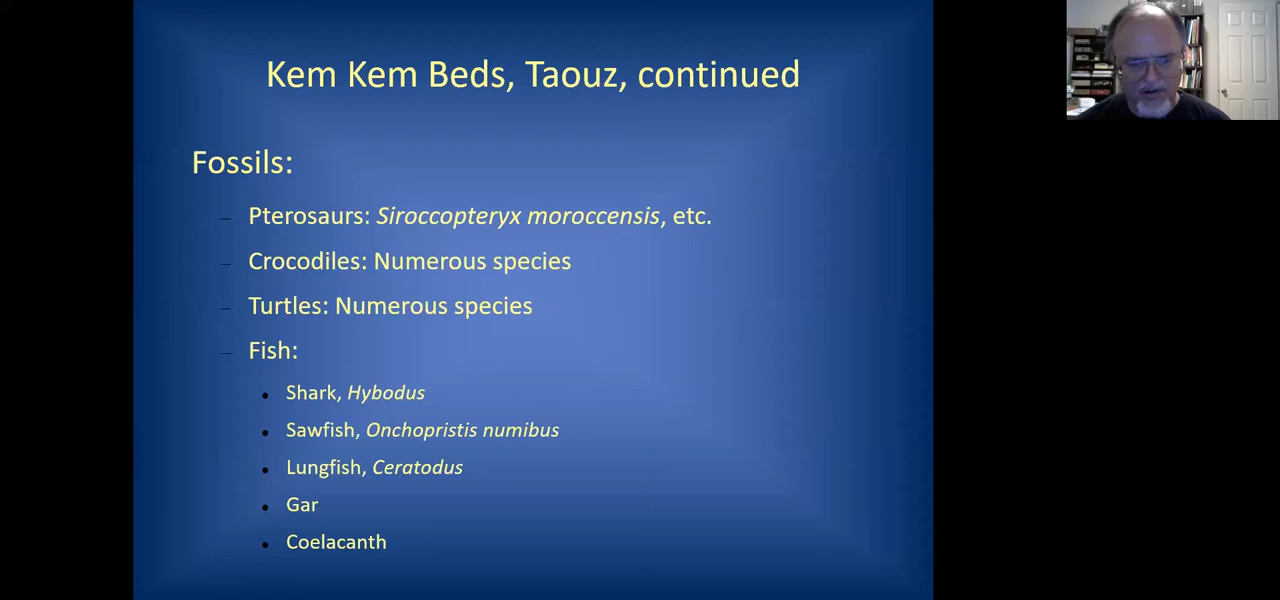 Kem Kem Beds, Taouz, continued
Fossils:
– Pterosaurs: Siroccopteryx moroccensis, etc.
– Crocodiles: Numerous species
– Turtles: Numerous species
– Fish:
• Shark, Hybodus
• Sawfish, Onchopristis numibus
• Lungfish, Ceratodus
• Gar
• Coelacanth